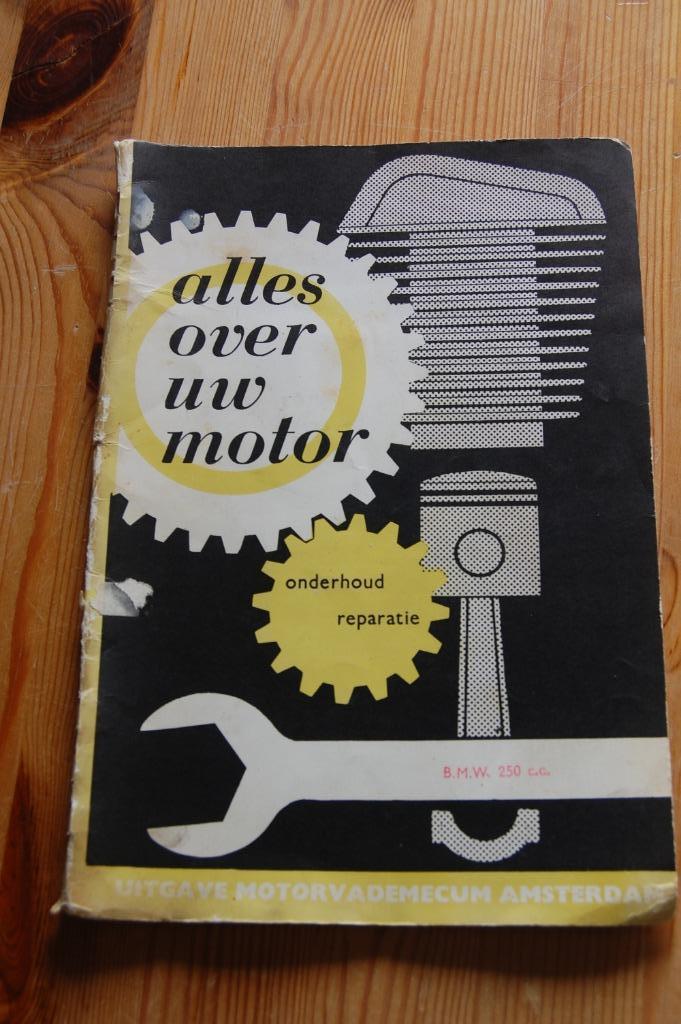 alles
over
uw
motor
onderhoud
reparatie
B.M.W. 250 c.c.
UITGAVE MOTORVADEMECUM AMSTERDAM